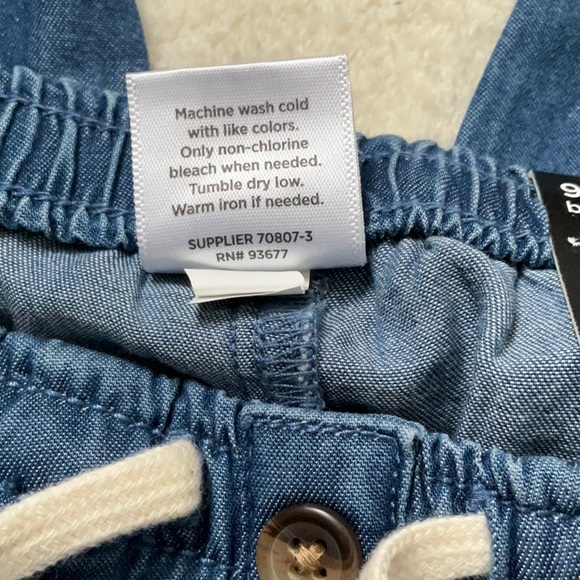 Machine wash cold
with like colors.
Only non-chlorine
bleach when needed.
Tumble dry low.
Warm iron if needed.
SUPPLIER 70807-3
RN# 93677